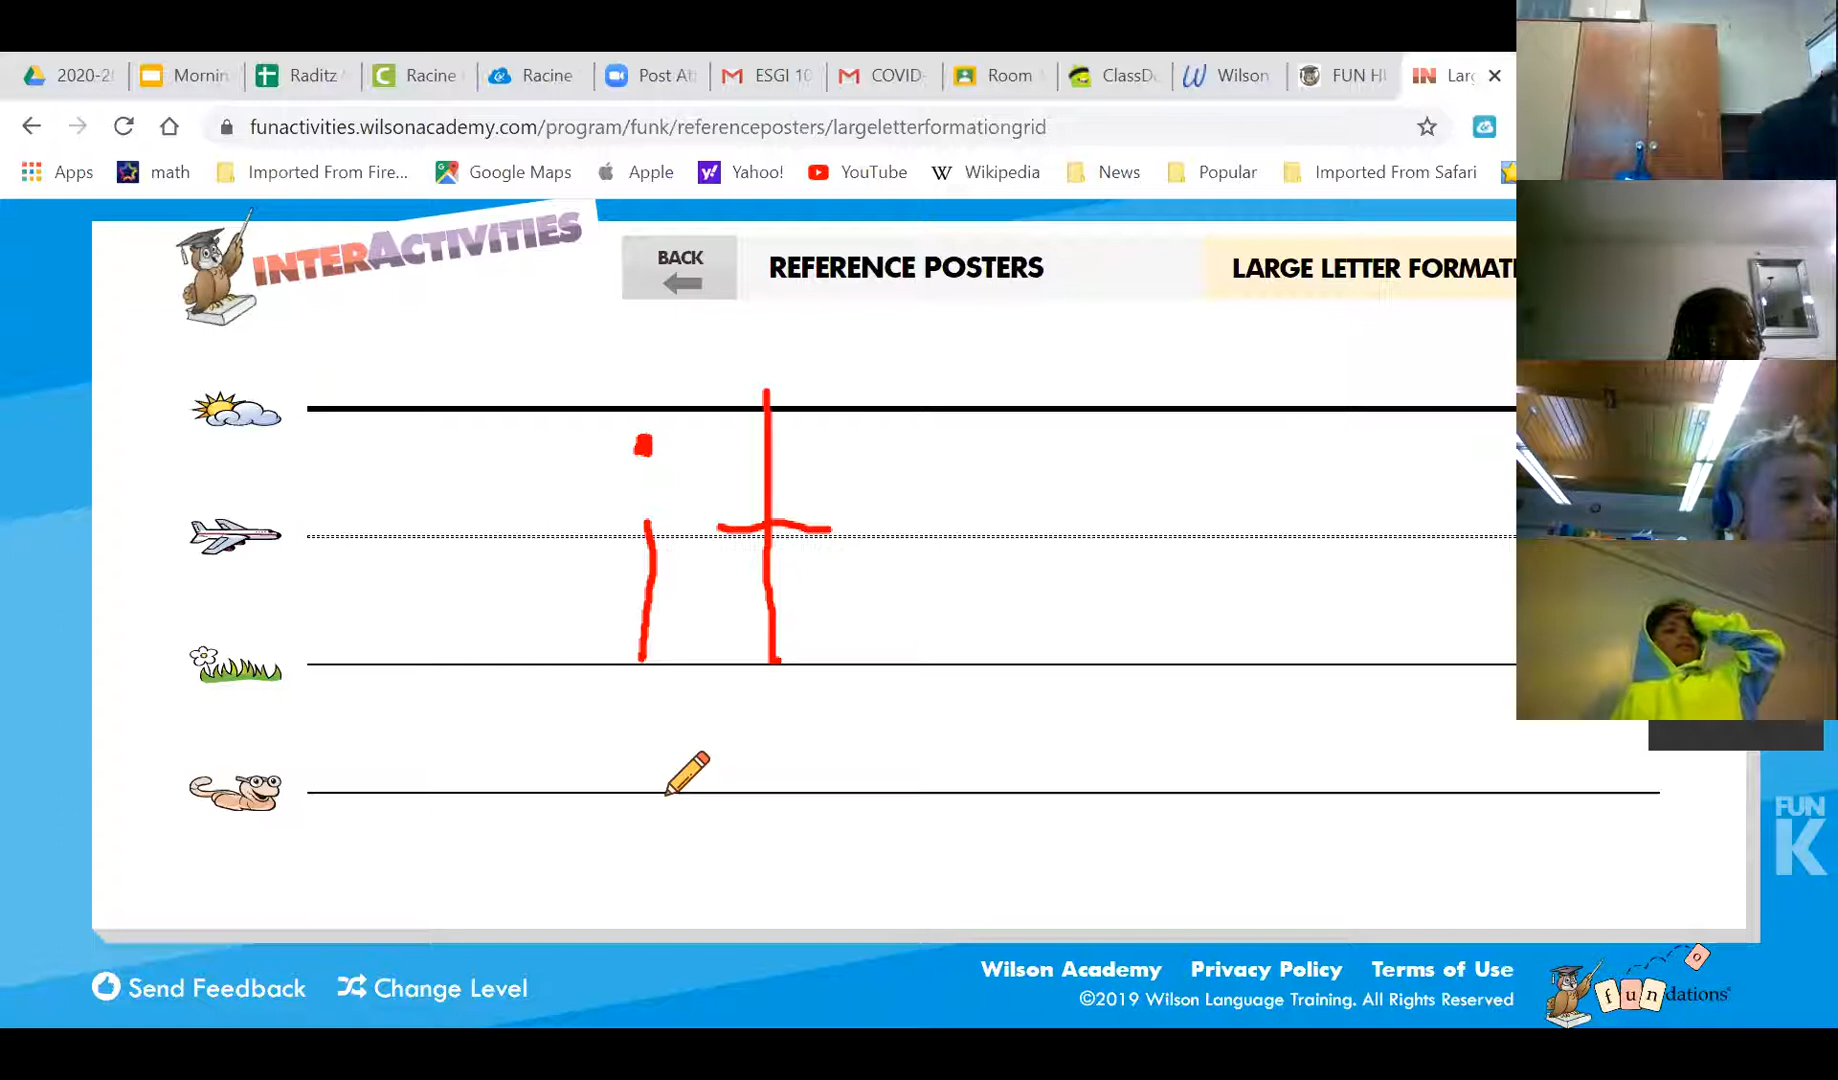 2020-2
Mornin
Raditz
Racine
Racine
Post At
ESGI 10
COVID-
Room
ClassDo
Wilson
FUN H
Lar
funactivities.wilsonacademy.com/program/funk/referenceposters/largeletterformationgrid
Apps
math
Imported From Fire...
Google Maps
Apple
Yahoo!
YouTube
Wikipedia
News
Popular
Imported From Safari
INTERACTIVITIES
BACK
REFERENCE POSTERS
LARGE LETTER FORMATI
it
FUN
K
Send Feedback
Change Level
Wilson Academy
Privacy Policy
Terms of Use
©2019 Wilson Language Training. All Rights Reserved
fundations®